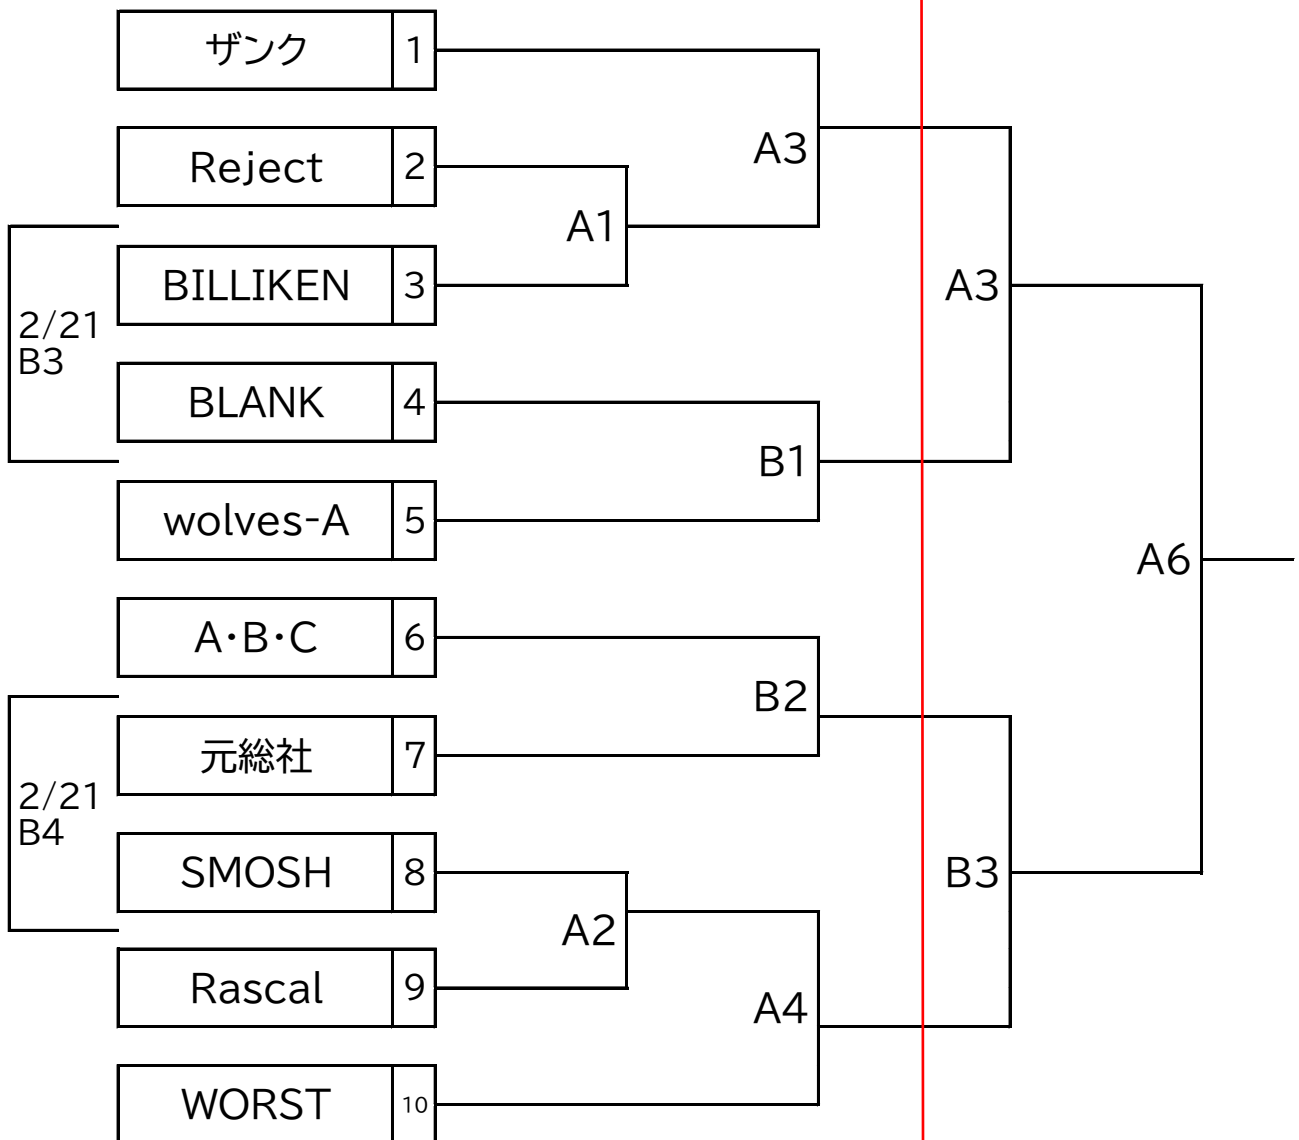 ザンク 1
A3
Reject 2
A1
BILLIKEN 3
A3
2/21
B3
BLANK 4
B1
wolves-A 5
A6
A・B・C 6
B2
元総社 7
2/21
B4
SMOSH 8
B3
A2
Rascal 9
A4
WORST 10